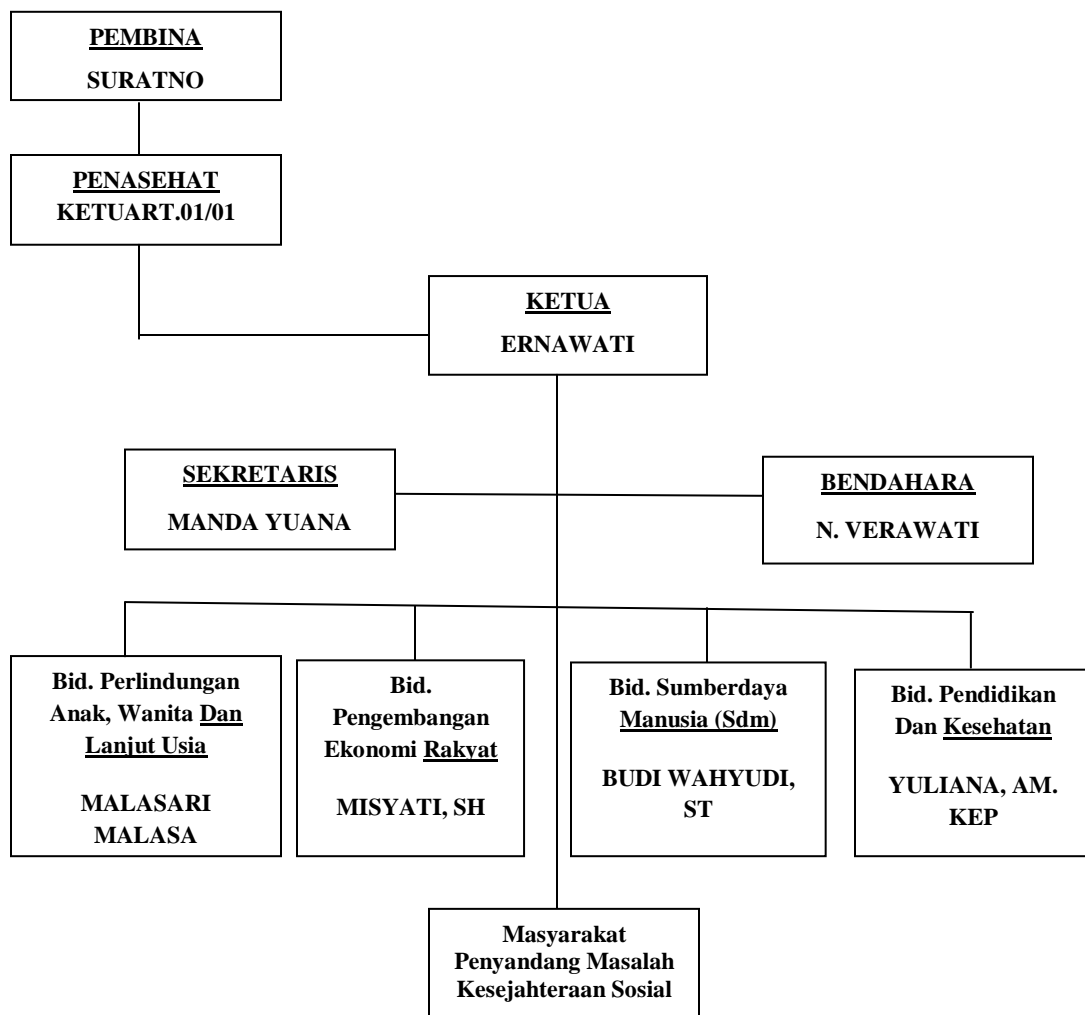 PEMBINA
SURATNO
PENASEHAT
KETUART.01/01
KETUA
ERNAWATI
SEKRETARIS
MANDA YUANA
BENDAHARA
N. VERAWATI
Bid. Perlindungan
Anak, Wanita Dan
Lanjut Usia
MALASARI
MALASA
Bid.
Pengembangan
Ekonomi Rakyat
MISYATI, SH
Bid. Sumberdaya
Manusia (Sdm)
BUDI WAHYUDI,
ST
Bid. Pendidikan
Dan Kesehatan
YULIANA, AM.
KEP
Masyarakat
Penyandang Masalah
Kesejahteraan Sosial